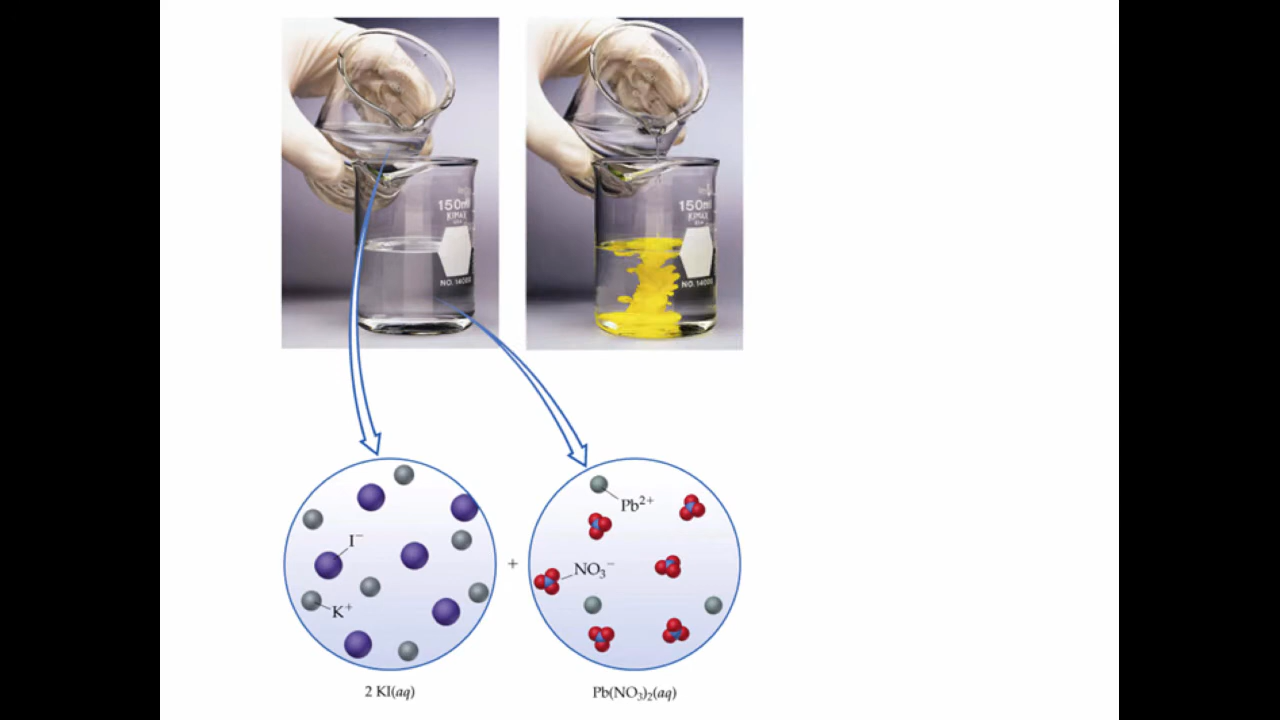 150ml
KIMAX
NO. 14000
150ml
KIMAX
NO. 14000
Pb²⁺
I⁻
NO₃⁻
K⁺
+
2 KI(aq)
Pb(NO₃)₂(aq)